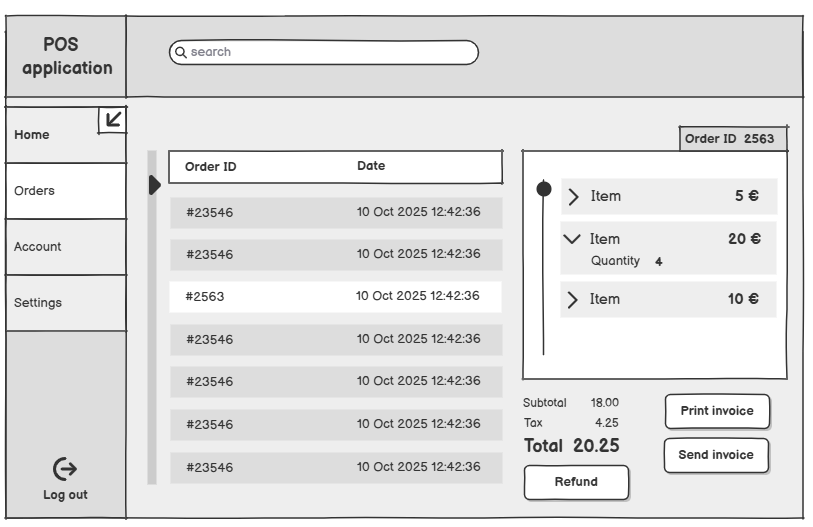 POS
application
search
Home
Orders
Account
Settings
Log out
Order ID Date
#23546 10 Oct 2025 12:42:36
#23546 10 Oct 2025 12:42:36
#2563 10 Oct 2025 12:42:36
#23546 10 Oct 2025 12:42:36
#23546 10 Oct 2025 12:42:36
#23546 10 Oct 2025 12:42:36
#23546 10 Oct 2025 12:42:36
Order ID 2563
Item 5 €
Item 20 €
Quantity 4
Item 10 €
Subtotal 18.00
Tax 4.25
Total 20.25
Refund
Print invoice
Send invoice